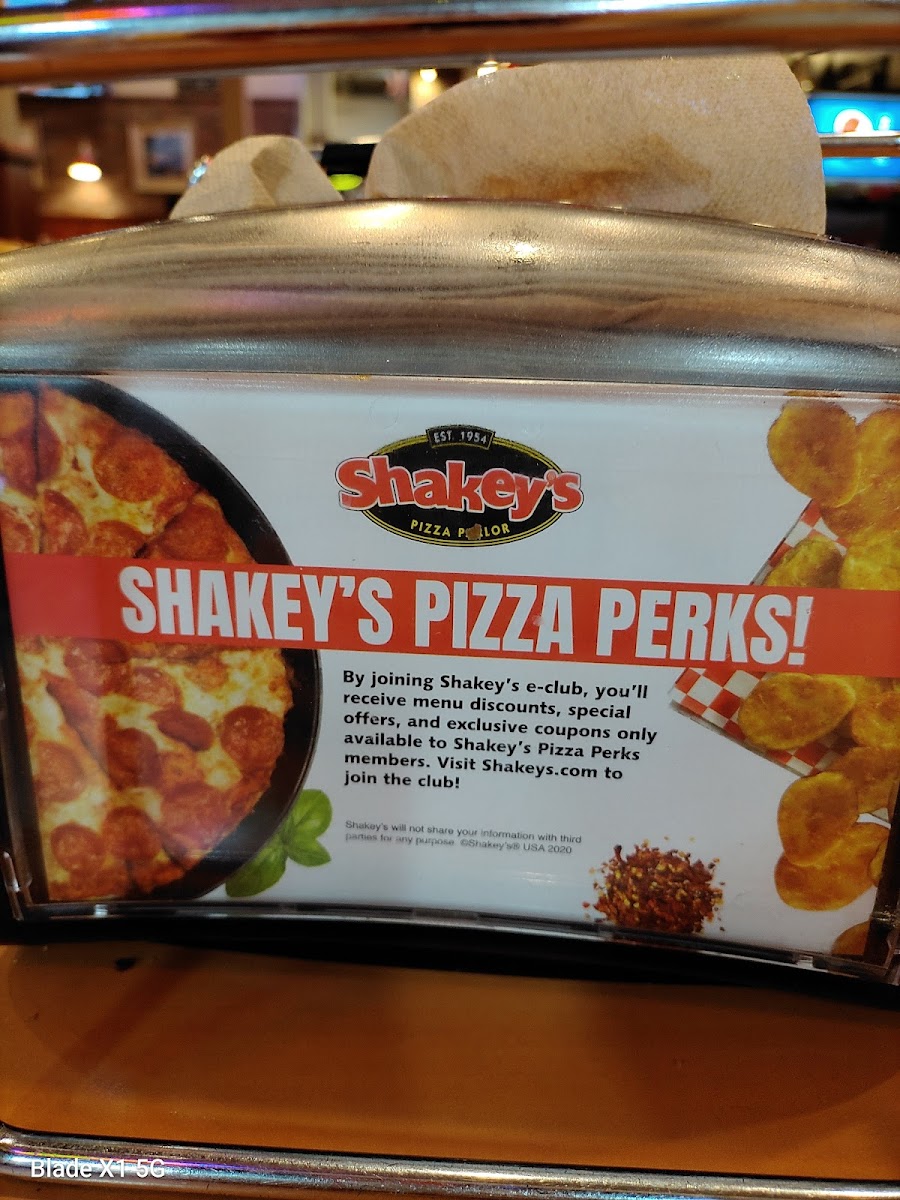 EST. 1954
Shakey's
PIZZA PARLOR
SHAKEY'S PIZZA PERKS!
By joining Shakey's e-club, you'll
receive menu discounts, special
offers, and exclusive coupons only
available to Shakey's Pizza Perks
members. Visit Shakeys.com to
join the club!
Shakey's will not share your information with third
parties for any purpose. ©Shakey's® USA 2020
Blade X1 5G